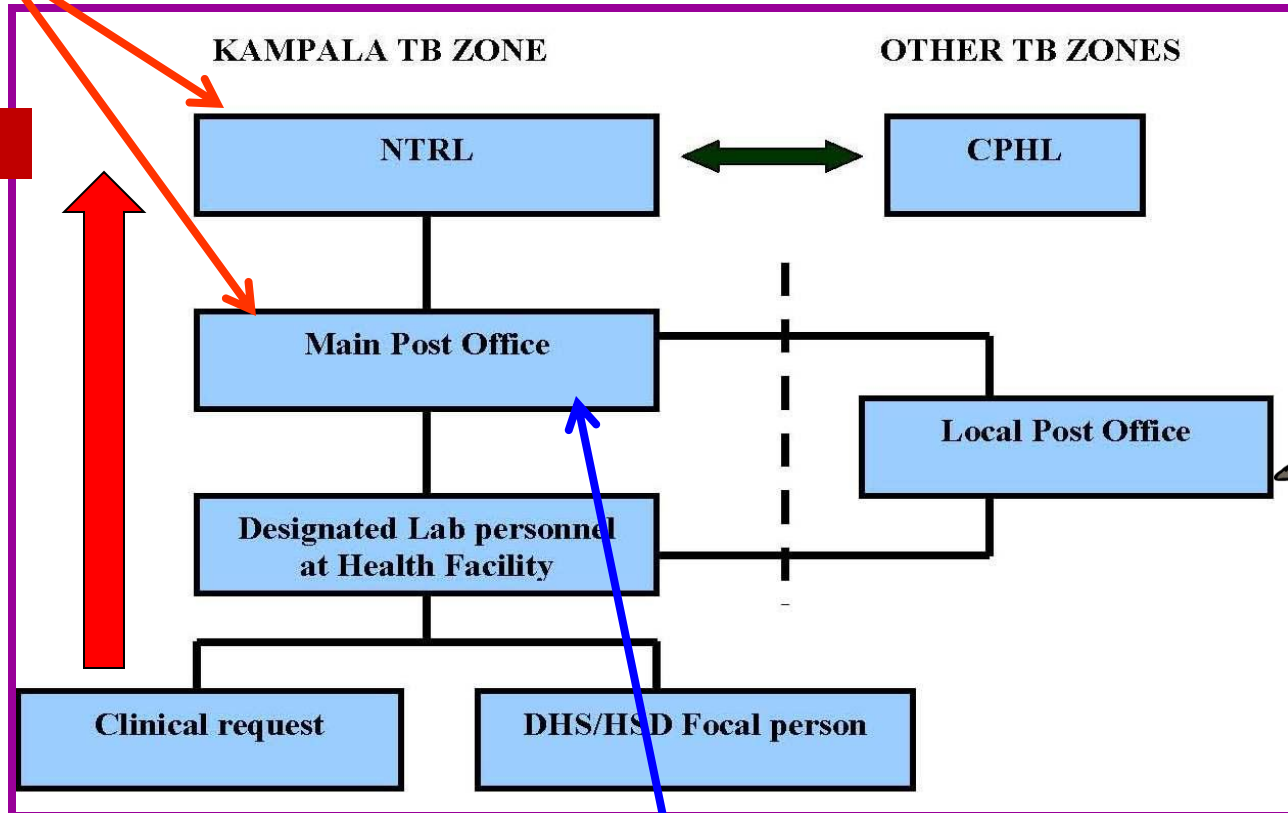 KAMPALA TB ZONE
OTHER TB ZONES
NTRL
CPHL
Main Post Office
Local Post Office
Designated Lab personnel
at Health Facility
Clinical request
DHS/HSD Focal person